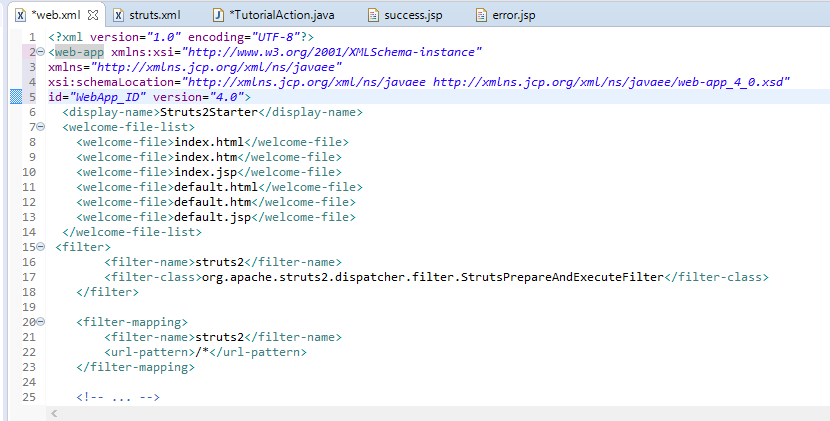 *web.xml struts.xml *TutorialAction.java success.jsp error.jsp
1 <?xml version="1.0" encoding="UTF-8"?>
2 <web-app xmlns:xsi="http://www.w3.org/2001/XMLSchema-instance"
3 xmlns="http://xmlns.jcp.org/xml/ns/javaee"
4 xsi:schemaLocation="http://xmlns.jcp.org/xml/ns/javaee http://xmlns.jcp.org/xml/ns/javaee/web-app_4_0.xsd"
5 id="WebApp_ID" version="4.0">
6 <display-name>Struts2Starter</display-name>
7 <welcome-file-list>
8 <welcome-file>index.html</welcome-file>
9 <welcome-file>index.htm</welcome-file>
10 <welcome-file>index.jsp</welcome-file>
11 <welcome-file>default.html</welcome-file>
12 <welcome-file>default.htm</welcome-file>
13 <welcome-file>default.jsp</welcome-file>
14 </welcome-file-list>
15 <filter>
16 <filter-name>struts2</filter-name>
17 <filter-class>org.apache.struts2.dispatcher.filter.StrutsPrepareAndExecuteFilter</filter-class>
18 </filter>
19
20 <filter-mapping>
21 <filter-name>struts2</filter-name>
22 <url-pattern>/*</url-pattern>
23 </filter-mapping>
24
25 <!-- ... -->